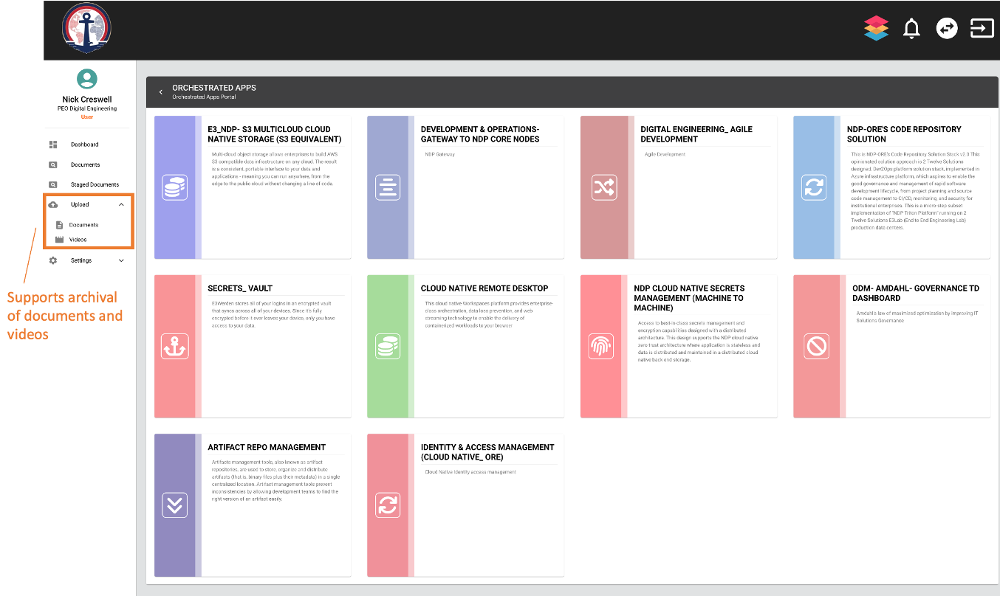 Nick Creswell
PEO Digital Engineering
User
Dashboard
Documents
Staged Documents
Upload
Documents
Videos
Settings
Supports archival
of documents and
videos
ORCHESTRATED APPS
Orchestrated Apps Portal
E3_NDP- S3 MULTICLOUD CLOUD
NATIVE STORAGE (S3 EQUIVALENT)
Multi-cloud object storage allows enterprises to build AWS
S3 compatible data infrastructure on any cloud. The result
is a consistent, portable interface to your data and
applications - meaning you can run anywhere, from the
edge to the public cloud without changing a line of code.
DEVELOPMENT & OPERATIONS-
GATEWAY TO NDP CORE NODES
NDP Gateway
DIGITAL ENGINEERING_ AGILE
DEVELOPMENT
Agile Development
NDP-ORE'S CODE REPOSITORY
SOLUTION
This is NDP-ORE's Code Repository Solution Stack v2.0 This
opinionated solution approach is 2 Twelve Solutions
designed, Dev2Ops platform solution stack, implemented in
Azure infrastructure platform, which aspires to enable the
good governance and management of rapid software
development lifecycle, from project planning and source
code management to CI/CD, monitoring, and security for
institutional enterprises. This is a micro-step subset
implementation of "NDP Triton Platform" running on 2
Twelve Solutions E3Lab (End to End Engineering Lab)
production data centers.
SECRETS_ VAULT
E3Werden stores all of your logins in an encrypted vault
that syncs across all of your devices. Since it's fully
encrypted before it ever leaves your device, only you have
access to your data.
CLOUD NATIVE REMOTE DESKTOP
This cloud native Workspaces platform provides enterprise-
class orchestration, data loss prevention, and web
streaming technology to enable the delivery of
containerized workloads to your browser
NDP CLOUD NATIVE SECRETS
MANAGEMENT (MACHINE TO
MACHINE)
Access to best-in-class secrets management and
encryption capabilities designed with a distributed
architecture. This design supports the NDP cloud native
zero trust architecture where application is stateless and
data is distributed and maintained in a distributed cloud
native back end storage.
ODM- AMDAHL- GOVERNANCE TD
DASHBOARD
Amdahl's law of maximized optimization by improving IT
Solutions Governance
ARTIFACT REPO MANAGEMENT
Artifacts management tools, also known as artifact
repositories, are used to store, organize and distribute
artifacts (that is, binary files plus their metadata) in a single
centralized location. Artifact management tools prevent
inconsistencies by allowing development teams to find the
right version of an artifact easily.
IDENTITY & ACCESS MANAGEMENT
(CLOUD NATIVE_ ORE)
Cloud Native Identity access management